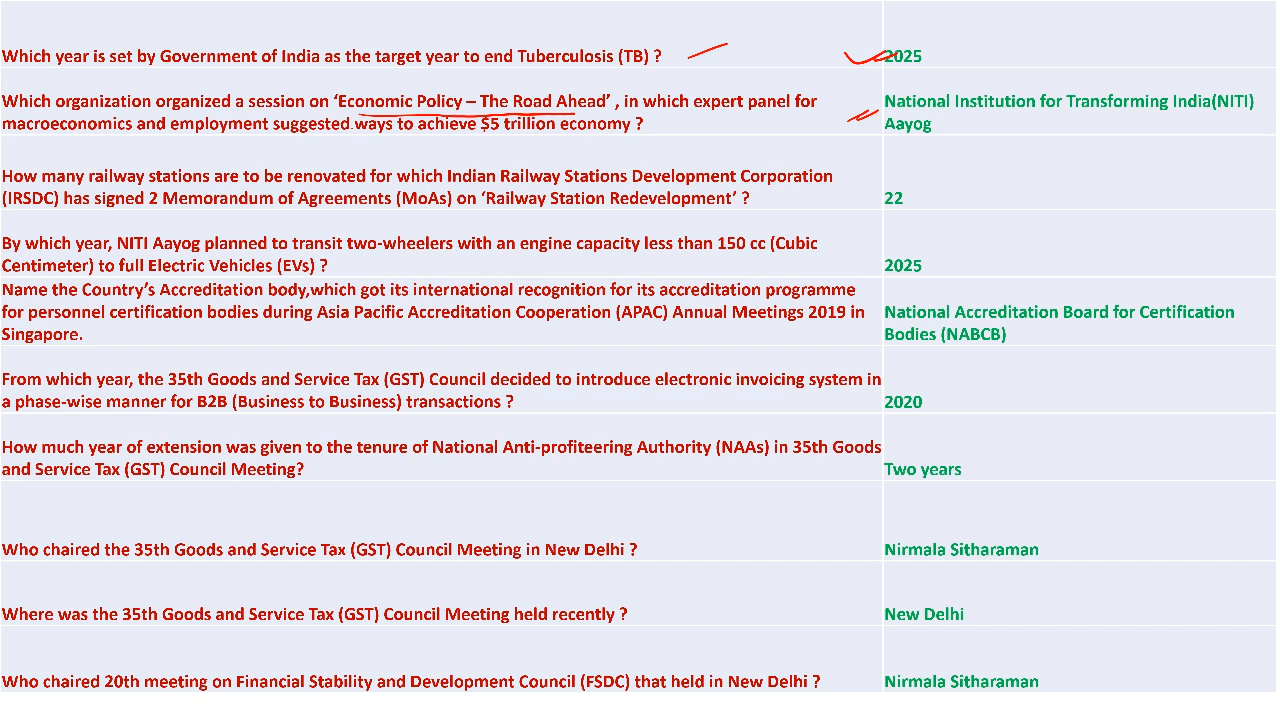 Which year is set by Government of India as the target year to end Tuberculosis (TB) ?
2025
Which organization organized a session on ‘Economic Policy – The Road Ahead’ , in which expert panel for
macroeconomics and employment suggested ways to achieve $5 trillion economy ?
National Institution for Transforming India(NITI)
Aayog
How many railway stations are to be renovated for which Indian Railway Stations Development Corporation
(IRSDC) has signed 2 Memorandum of Agreements (MoAs) on ‘Railway Station Redevelopment’ ?
22
By which year, NITI Aayog planned to transit two-wheelers with an engine capacity less than 150 cc (Cubic
Centimeter) to full Electric Vehicles (EVs) ?
2025
Name the Country’s Accreditation body,which got its international recognition for its accreditation programme
for personnel certification bodies during Asia Pacific Accreditation Cooperation (APAC) Annual Meetings 2019 in
Singapore.
National Accreditation Board for Certification
Bodies (NABCB)
From which year, the 35th Goods and Service Tax (GST) Council decided to introduce electronic invoicing system in
a phase-wise manner for B2B (Business to Business) transactions ?
2020
How much year of extension was given to the tenure of National Anti-profiteering Authority (NAAs) in 35th Goods
and Service Tax (GST) Council Meeting?
Two years
Who chaired the 35th Goods and Service Tax (GST) Council Meeting in New Delhi ?
Nirmala Sitharaman
Where was the 35th Goods and Service Tax (GST) Council Meeting held recently ?
New Delhi
Who chaired 20th meeting on Financial Stability and Development Council (FSDC) that held in New Delhi ?
Nirmala Sitharaman